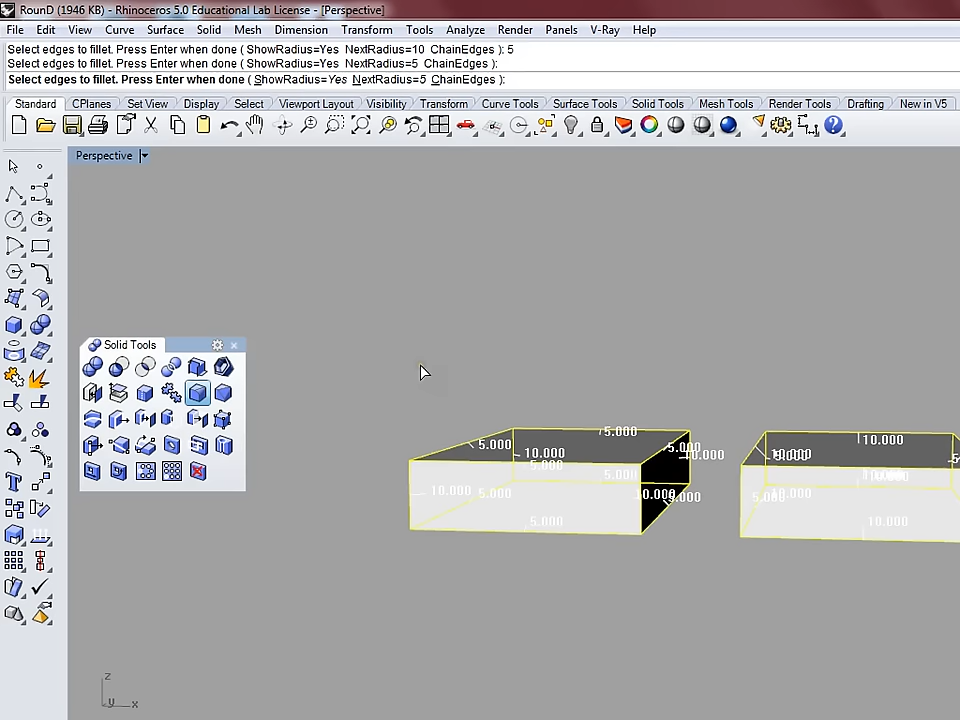 RounD (1946 KB) - Rhinoceros 5.0 Educational Lab License - [Perspective]
File Edit View Curve Surface Solid Mesh Dimension Transform Tools Analyze Render Panels V-Ray Help
Select edges to fillet. Press Enter when done ( ShowRadius=Yes NextRadius=10 ChainEdges ): 5
Select edges to fillet. Press Enter when done ( ShowRadius=Yes NextRadius=5 ChainEdges ):
Select edges to fillet. Press Enter when done ( ShowRadius=Yes NextRadius=5 ChainEdges ):
Standard CPlanes Set View Display Select Viewport Layout Visibility Transform Curve Tools Surface Tools Solid Tools Mesh Tools Render Tools Drafting New in V5
Perspective
Solid Tools
5.000 10.000
5.000 5.000
10.000 10.000
5.000 5.000
10.000 5.000 10.000 5.000 5.000 10.000
5.000 10.000
z
y x